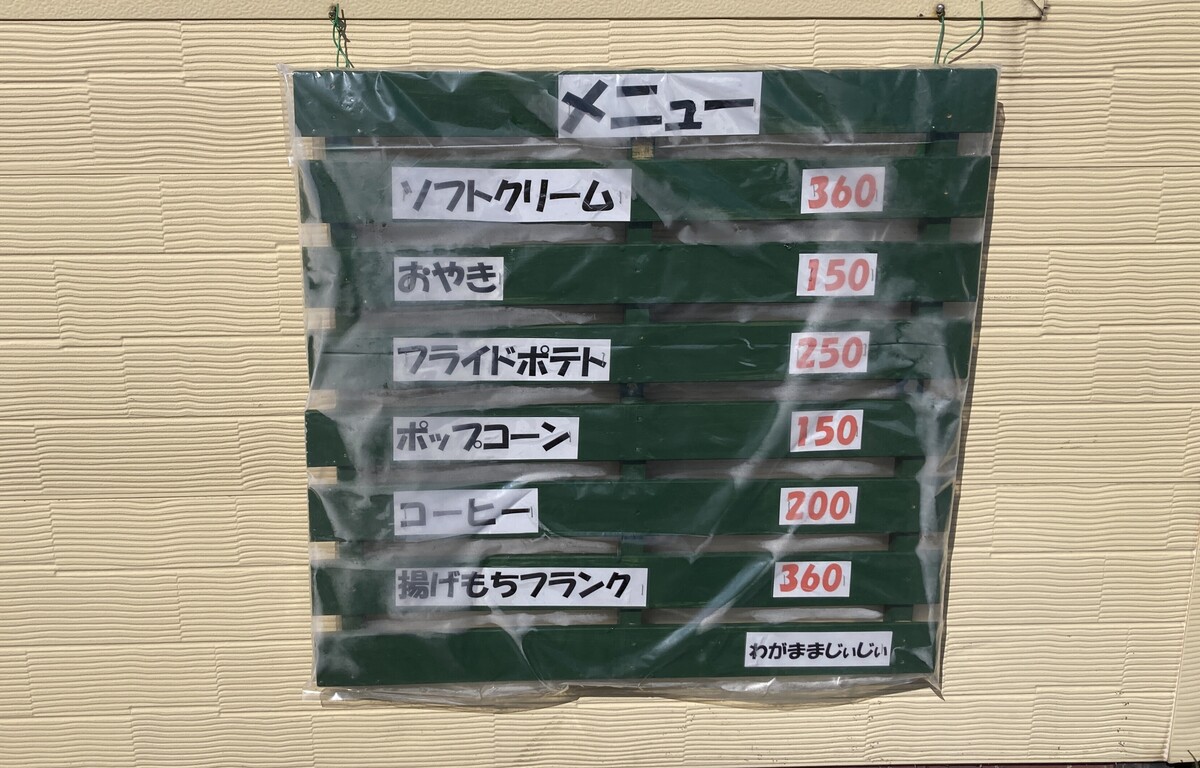 メニュー
ソフトクリーム 360
おやき 150
フライドポテト 250
ポップコーン 150
コーヒー 200
揚げもちフランク 360
わがままじぃじぃ